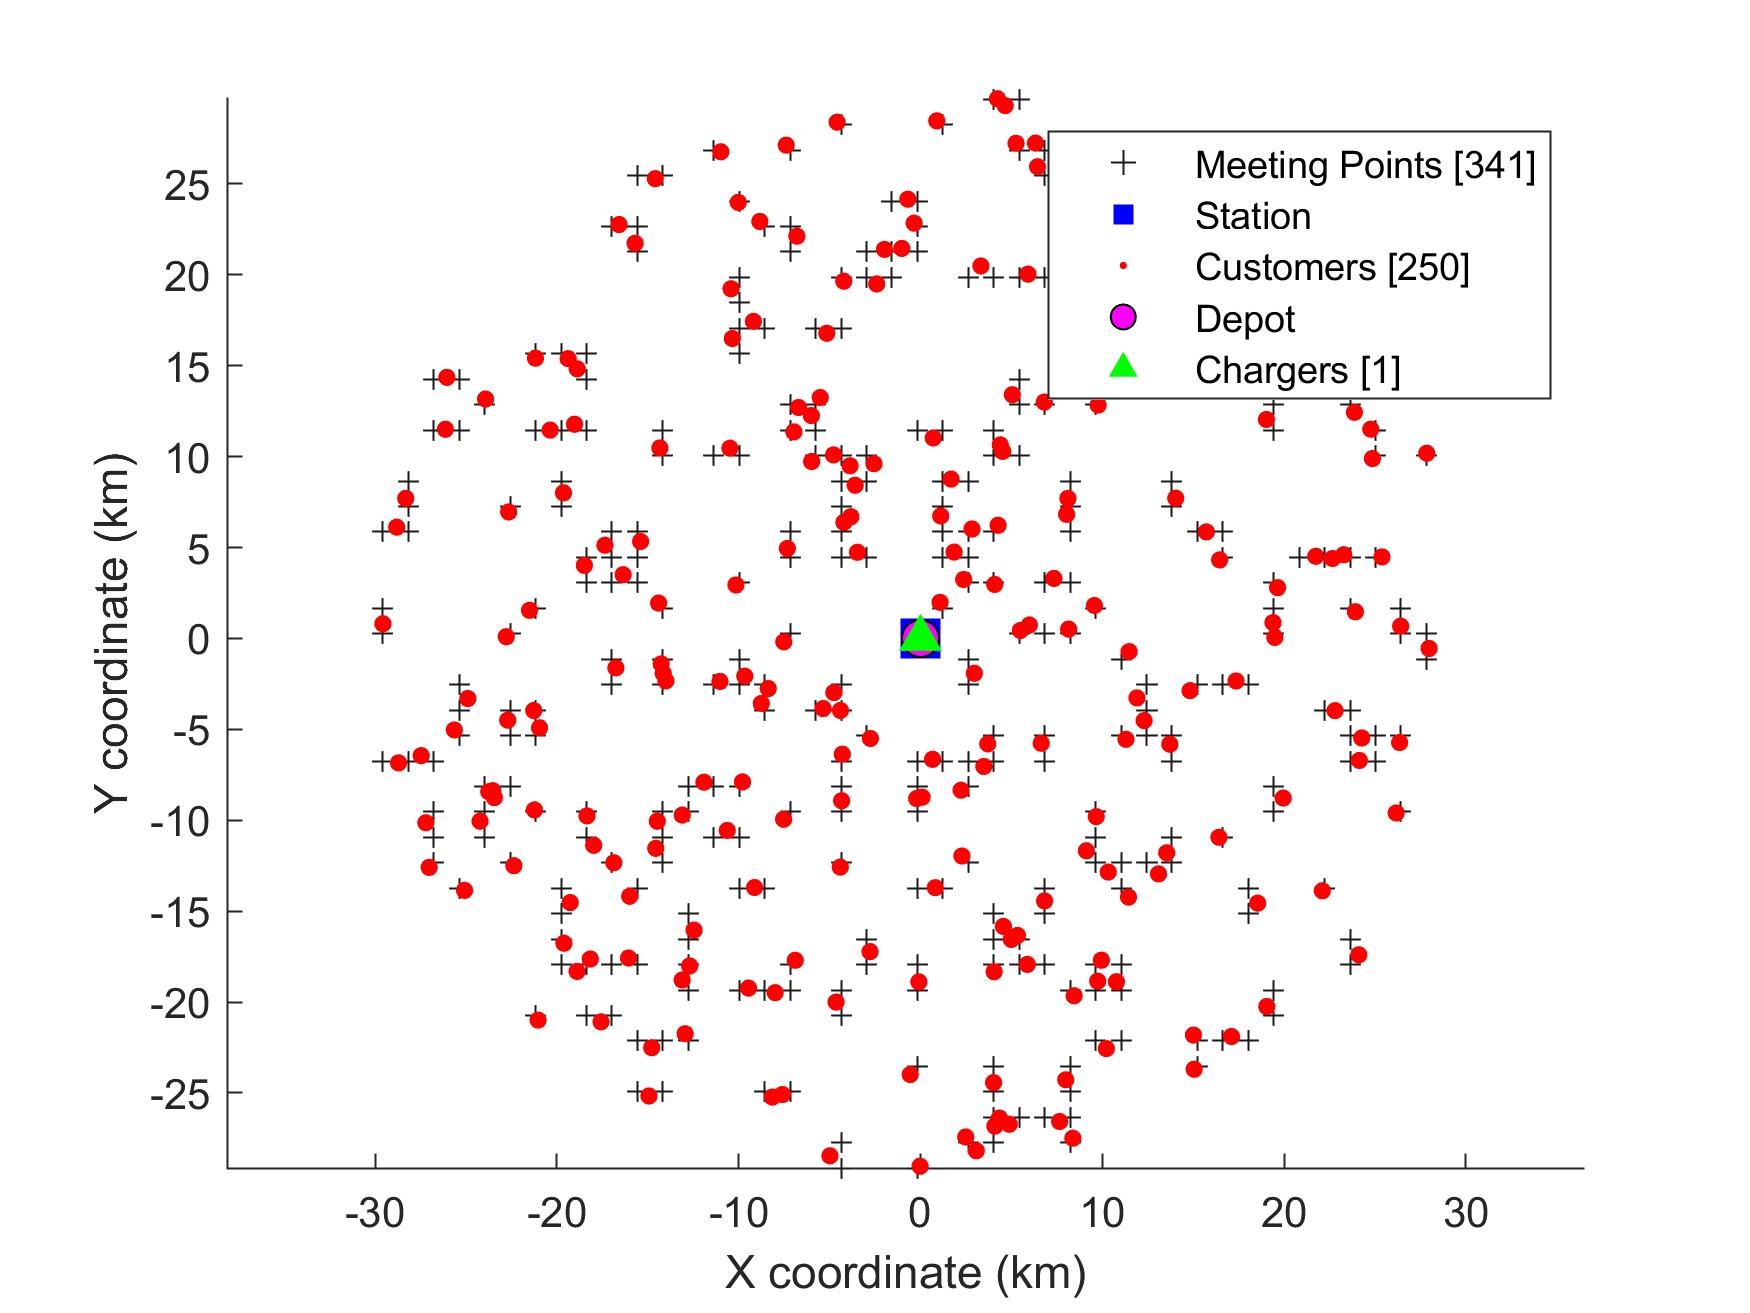 Meeting Points [341]
Station
Customers [250]
Depot
Chargers [1]
25
20
15
10
5
0
-5
-10
-15
-20
-25
Y coordinate (km)
-30 -20 -10 0 10 20 30
X coordinate (km)